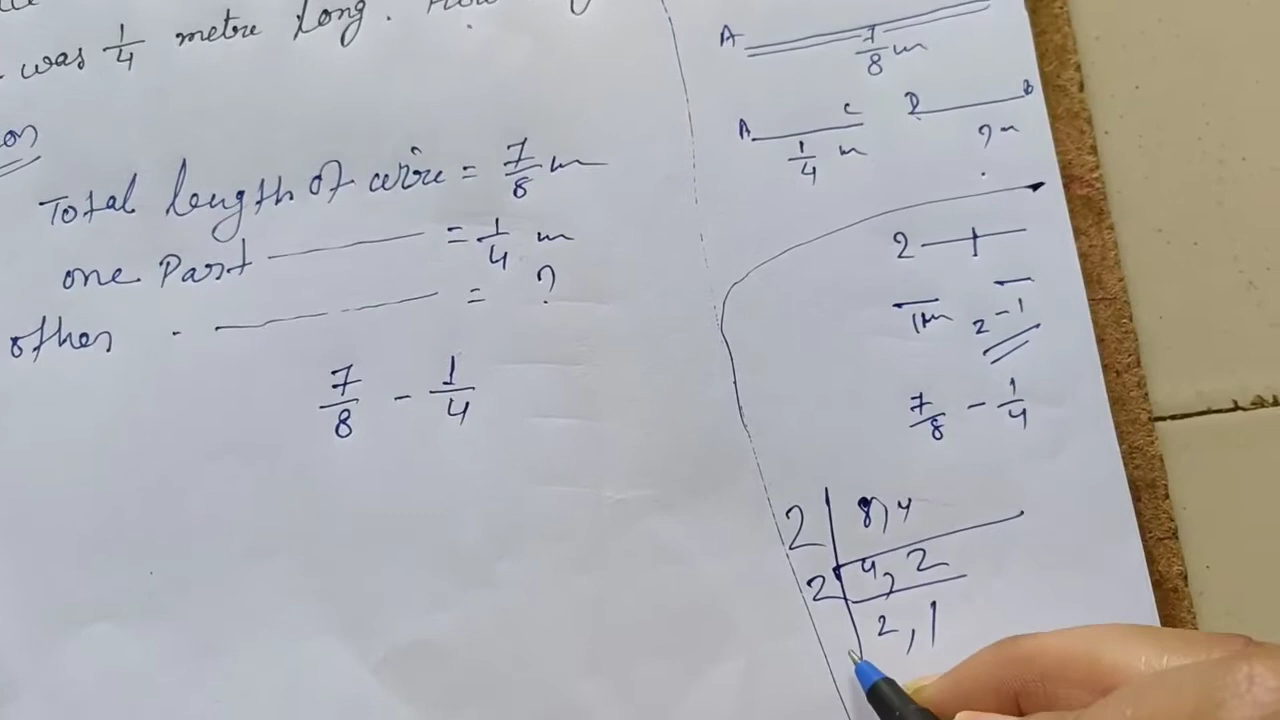 was 1/4 metre long. How
on
Total length of wire = 7/8 m
one Part = 1/4 m
other = ?
7/8 - 1/4
A
7/8 m
A C D B
1/4 m ? m
2
1m 2-1
7/8 - 1/4
2 8, 4
2 4, 2
2, 1